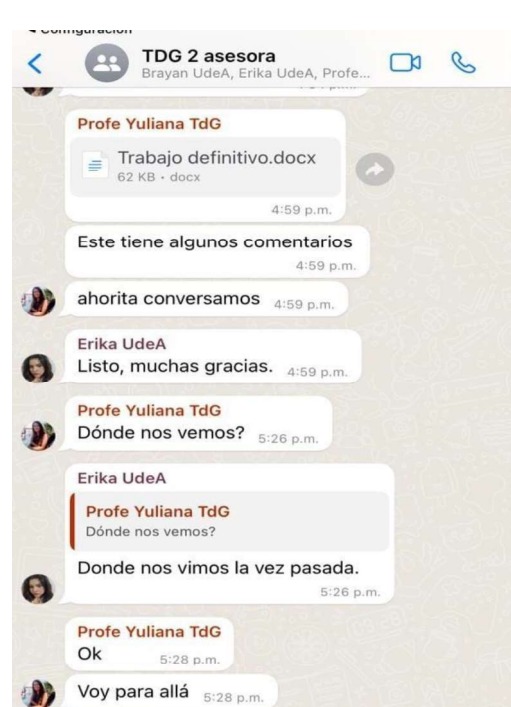 Configuración
TDG 2 asesora
Brayan UdeA, Erika UdeA, Profe...
Profe Yuliana TdG
Trabajo definitivo.docx
62 KB · docx
4:59 p.m.
Este tiene algunos comentarios
4:59 p.m.
ahorita conversamos 4:59 p.m.
Erika UdeA
Listo, muchas gracias. 4:59 p.m.
Profe Yuliana TdG
Dónde nos vemos? 5:26 p.m.
Erika UdeA
Profe Yuliana TdG
Dónde nos vemos?
Donde nos vimos la vez pasada.
5:26 p.m.
Profe Yuliana TdG
Ok 5:28 p.m.
Voy para allá 5:28 p.m.